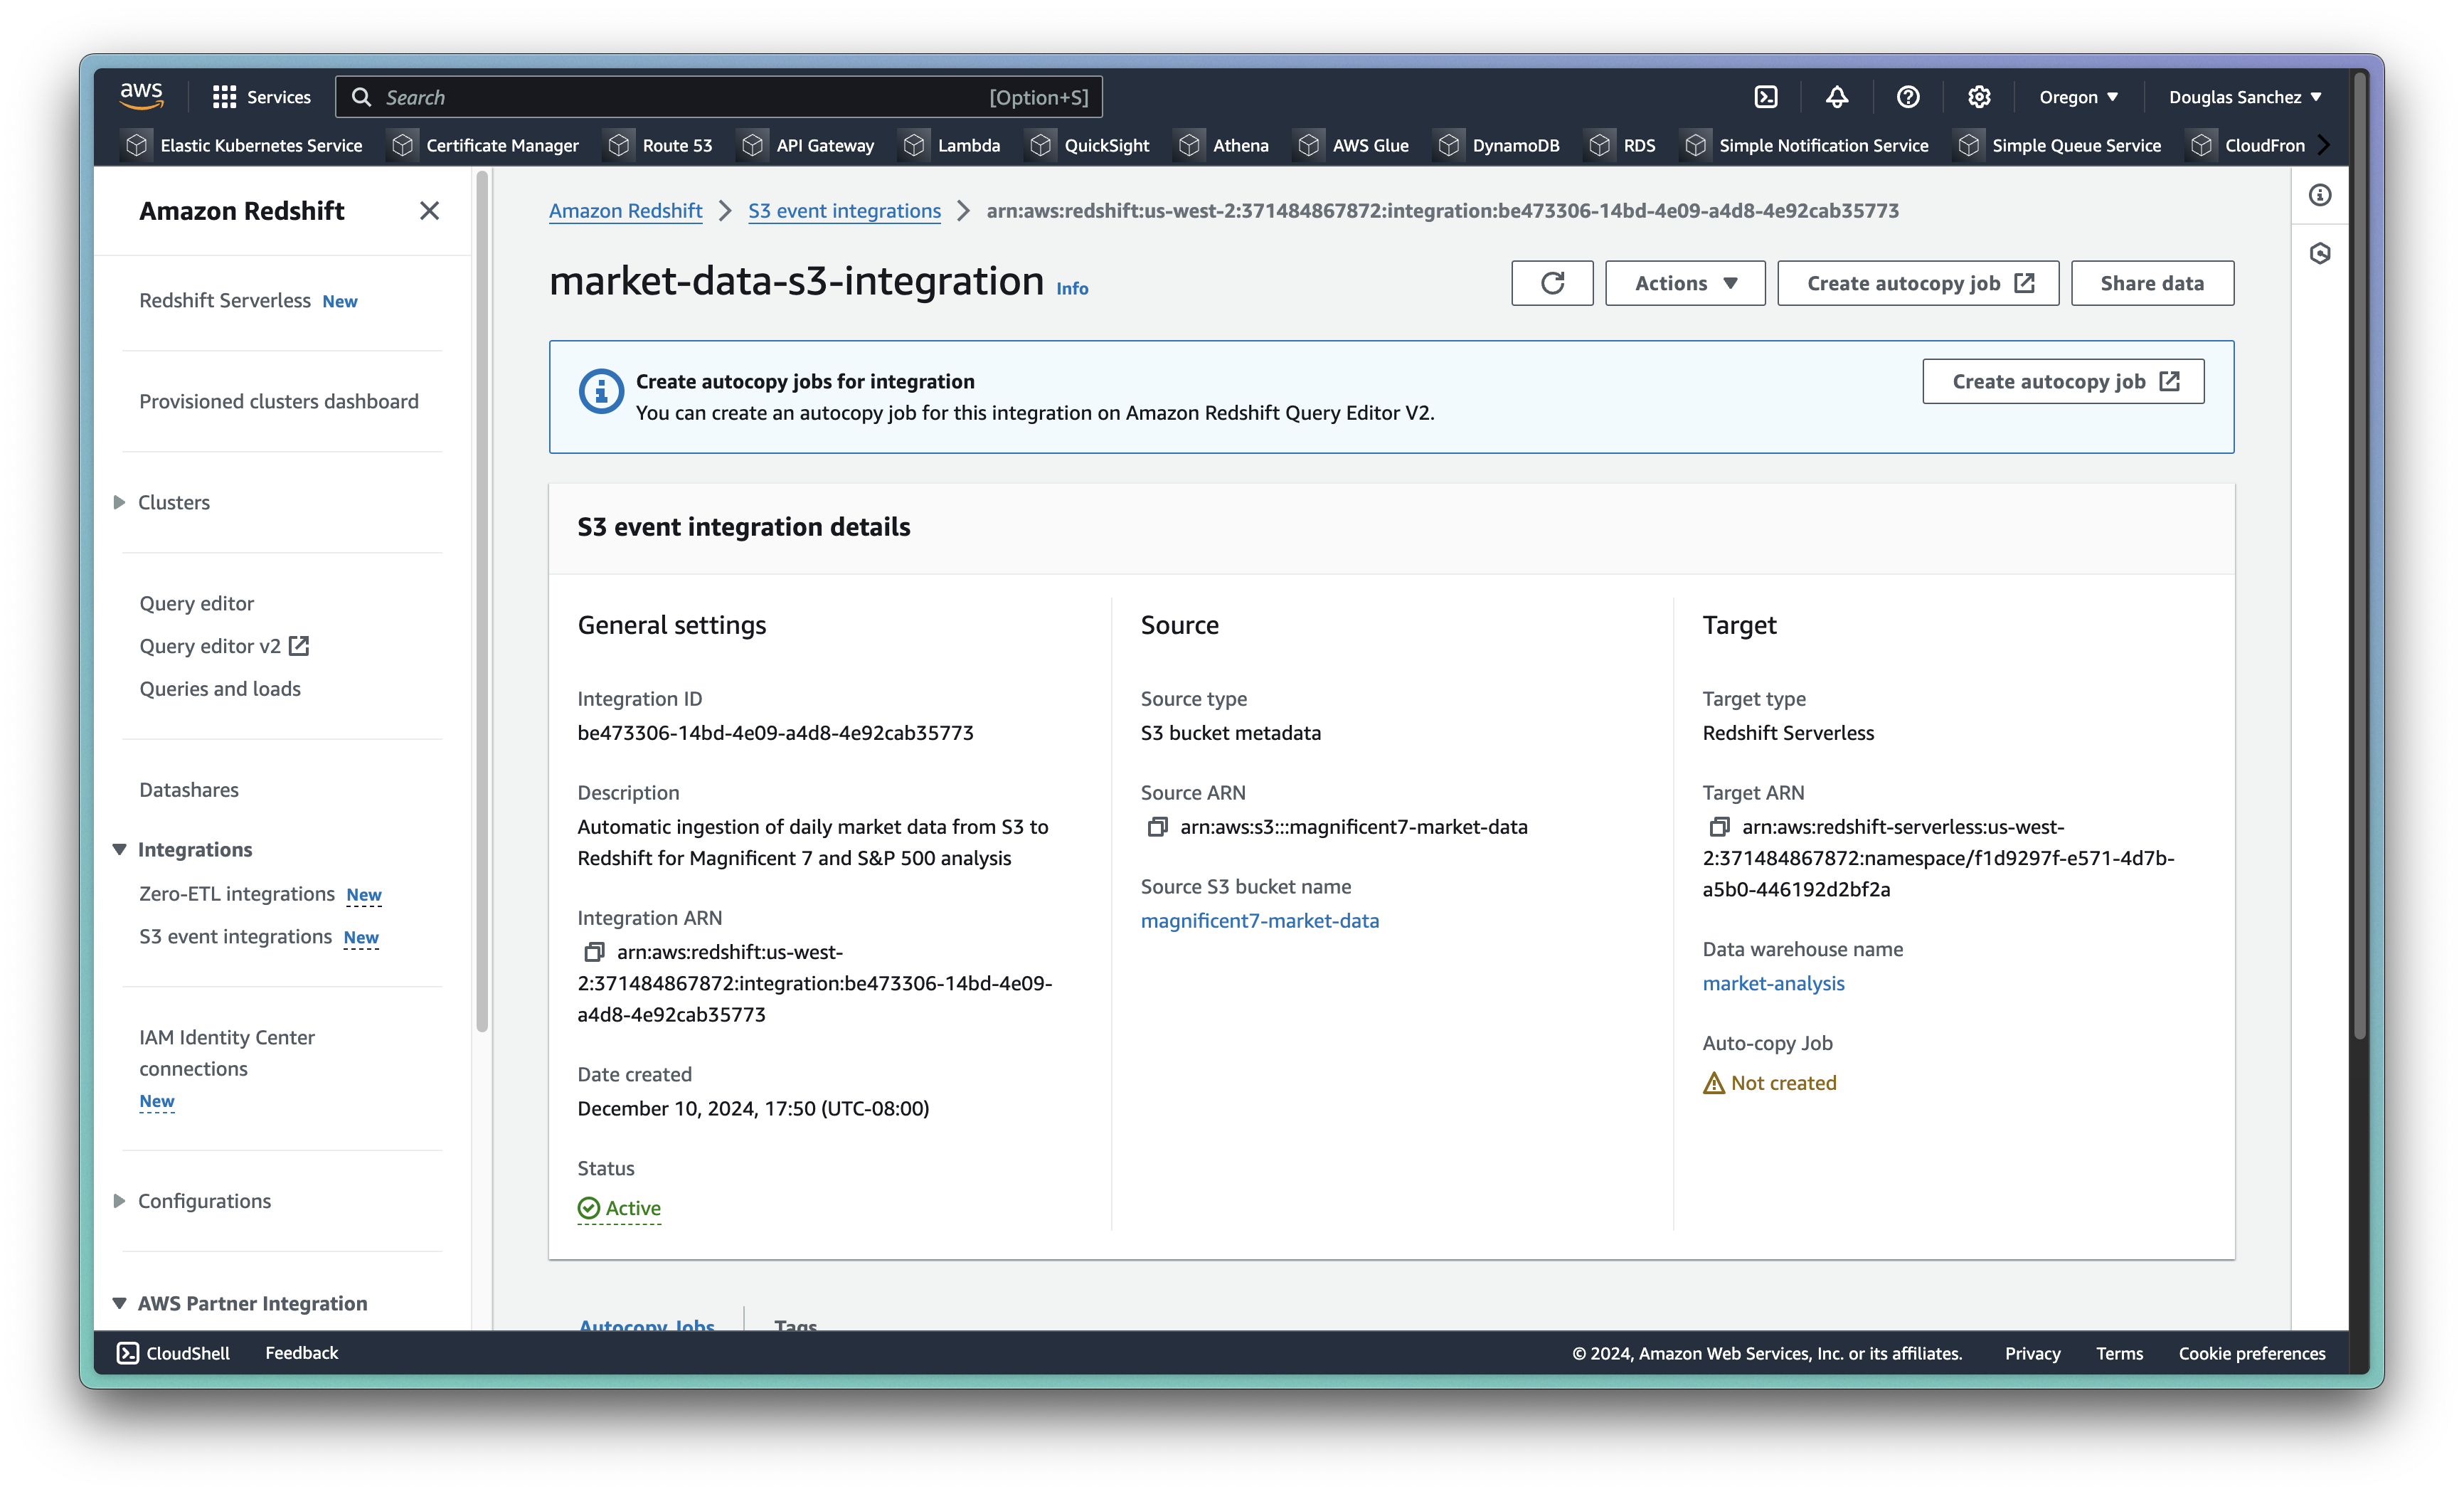 aws
Services
Search [Option+S]
Oregon
Douglas Sanchez
Elastic Kubernetes Service
Certificate Manager
Route 53
API Gateway
Lambda
QuickSight
Athena
AWS Glue
DynamoDB
RDS
Simple Notification Service
Simple Queue Service
CloudFron
Amazon Redshift
Redshift Serverless New
Provisioned clusters dashboard
Clusters
Query editor
Query editor v2
Queries and loads
Datashares
Integrations
Zero-ETL integrations New
S3 event integrations New
IAM Identity Center
connections
New
Configurations
AWS Partner Integration
Amazon Redshift
S3 event integrations
arn:aws:redshift:us-west-2:371484867872:integration:be473306-14bd-4e09-a4d8-4e92cab35773
market-data-s3-integration Info
Actions
Create autocopy job
Share data
Create autocopy jobs for integration
You can create an autocopy job for this integration on Amazon Redshift Query Editor V2.
Create autocopy job
S3 event integration details
General settings
Integration ID
be473306-14bd-4e09-a4d8-4e92cab35773
Description
Automatic ingestion of daily market data from S3 to
Redshift for Magnificent 7 and S&P 500 analysis
Integration ARN
arn:aws:redshift:us-west-
2:371484867872:integration:be473306-14bd-4e09-
a4d8-4e92cab35773
Date created
December 10, 2024, 17:50 (UTC-08:00)
Status
Active
Source
Source type
S3 bucket metadata
Source ARN
arn:aws:s3:::magnificent7-market-data
Source S3 bucket name
magnificent7-market-data
Target
Target type
Redshift Serverless
Target ARN
arn:aws:redshift-serverless:us-west-
2:371484867872:namespace/f1d9297f-e571-4d7b-
a5b0-446192d2bf2a
Data warehouse name
market-analysis
Auto-copy Job
Not created
Autocopy Jobs
Tags
CloudShell
Feedback
© 2024, Amazon Web Services, Inc. or its affiliates.
Privacy
Terms
Cookie preferences